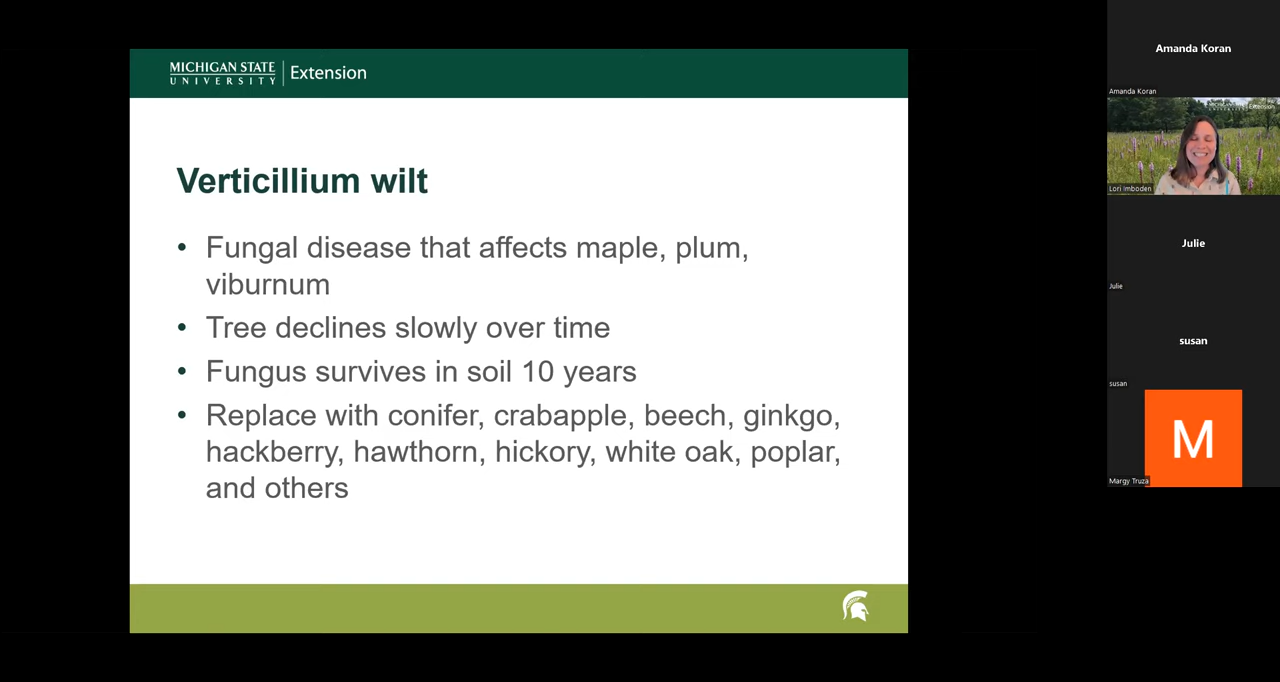 MICHIGAN STATE
UNIVERSITY
Extension
Verticillium wilt
• Fungal disease that affects maple, plum,
viburnum
• Tree declines slowly over time
• Fungus survives in soil 10 years
• Replace with conifer, crabapple, beech, ginkgo,
hackberry, hawthorn, hickory, white oak, poplar,
and others
Amanda Koran
Amanda Koran
Lori Imboden
Julie
Julie
susan
susan
M
Margy Truza